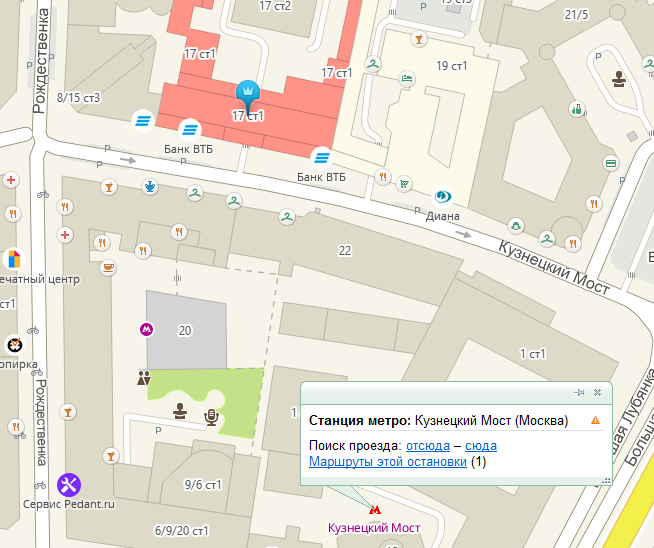 17 ст2
19 ст3
21/5
Рождественка
17 ст1
17 ст1
19 ст1
8/15 ст3
17 ст1
P
P
P
P
Банк ВТБ
P
Банк ВТБ
P
Диана
22
Кузнецкий Мост
В
ечатный центр
ст1
20
опирка
1 ст1
Рождественка
1
P
шая Лубянка
Больша
Станция метро: Кузнецкий Мост (Москва)
Поиск проезда: отсюда – сюда
Маршруты этой остановки (1)
9/6 ст1
Сервис Pedant.ru
6/9/20 ст1
Кузнецкий Мост